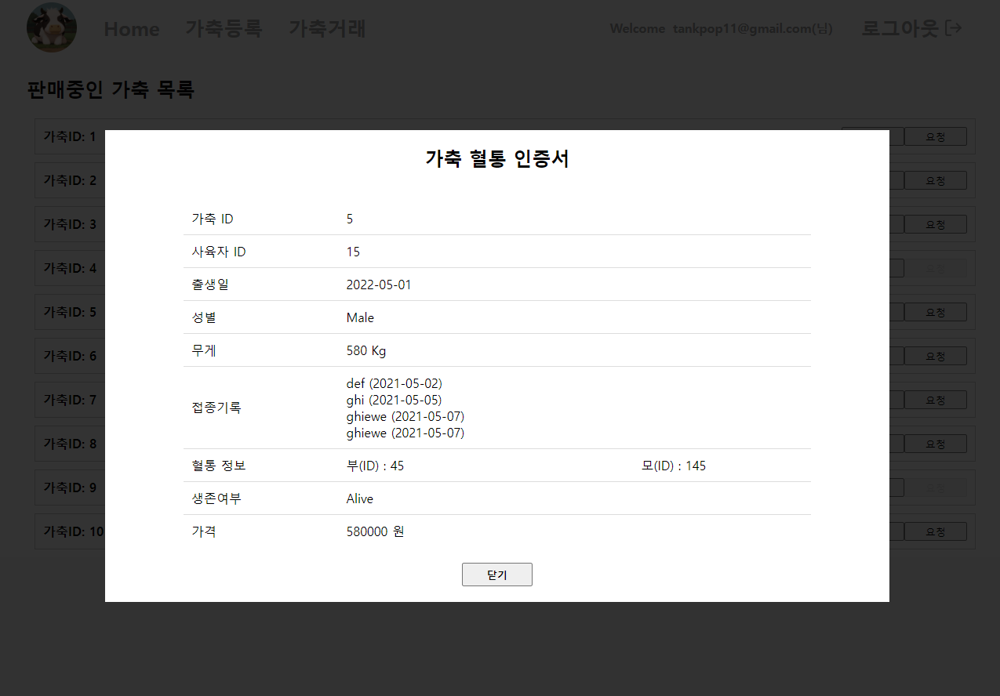 Home 가축등록 가축거래 Welcome tankpop11@gmail.com(님) 로그아웃
판매중인 가축 목록
가축ID: 1 요청
가축ID: 2 요청
가축ID: 3 요청
가축ID: 4 요청
가축ID: 5 요청
가축ID: 6 요청
가축ID: 7 요청
가축ID: 8 요청
가축ID: 9 요청
가축ID: 10 요청
가축 혈통 인증서
가축 ID 5
사육자 ID 15
출생일 2022-05-01
성별 Male
무게 580 Kg
접종기록
def (2021-05-02)
ghi (2021-05-05)
ghiewe (2021-05-07)
ghiewe (2021-05-07)
혈통 정보 부(ID) : 45 모(ID) : 145
생존여부 Alive
가격 580000 원
닫기